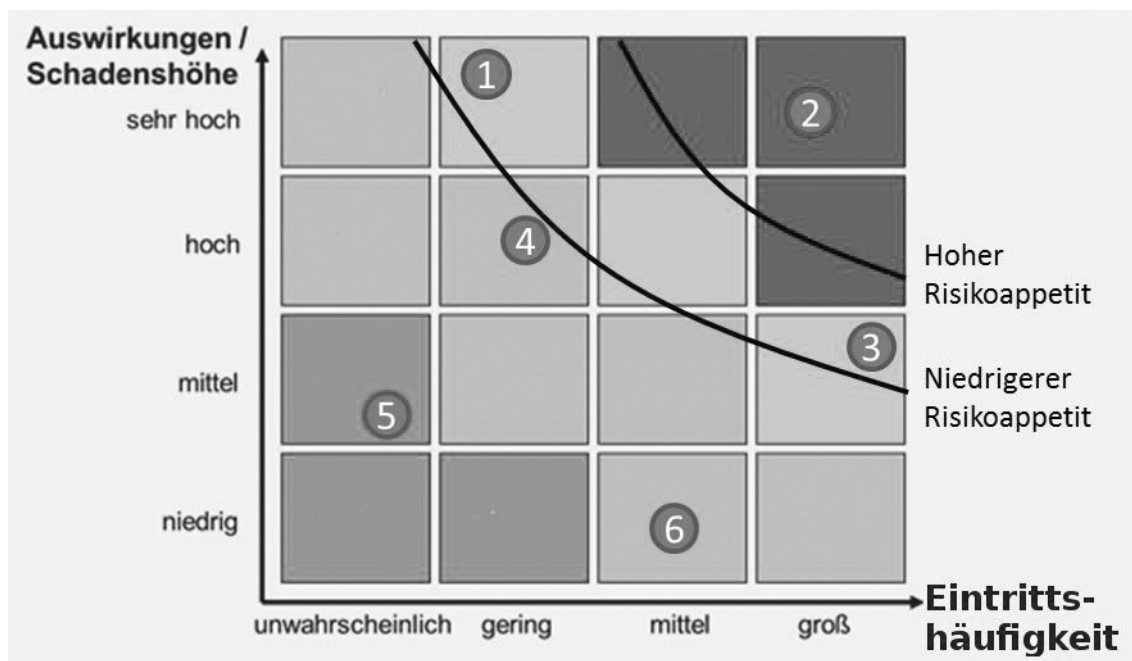 Auswirkungen /
Schadenshöhe
sehr hoch
1
2
hoch
4
Hoher
Risikoappetit
3
mittel
5
Niedrigerer
Risikoappetit
niedrig
6
unwahrscheinlich
gering
mittel
groß
Eintritts-
häufigkeit